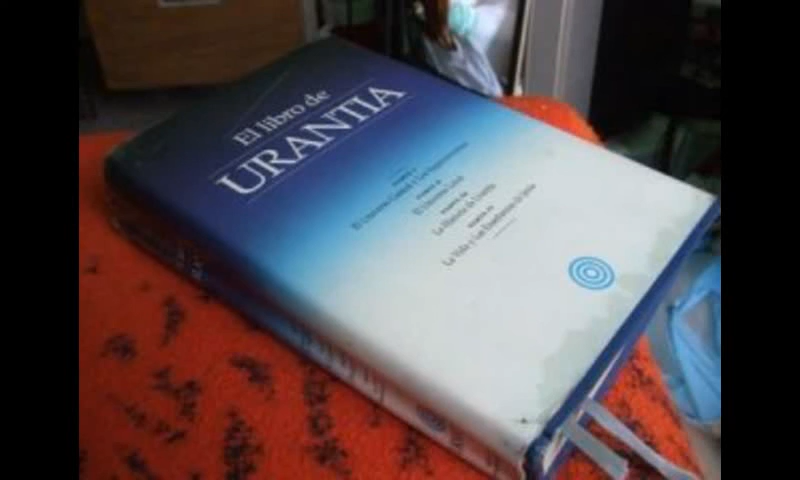 El libro de
URANTIA
El Universo Central y Los Superuniversos
El Universo Local
La Historia de Urantia
La Vida y Las Enseñanzas de Jesús